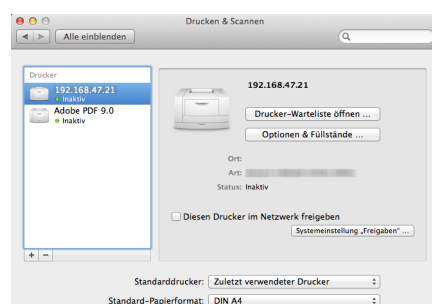 Drucken & Scannen
Alle einblenden
Drucker
192.168.47.21
Inaktiv
Adobe PDF 9.0
Inaktiv
192.168.47.21
Drucker-Warteliste öffnen ...
Optionen & Füllstände ...
Ort:
Art:
Status: Inaktiv
Diesen Drucker im Netzwerk freigeben
Systemeinstellung „Freigaben“ ...
+ −
Standarddrucker: Zuletzt verwendeter Drucker
Standard-Papierformat: DIN A4